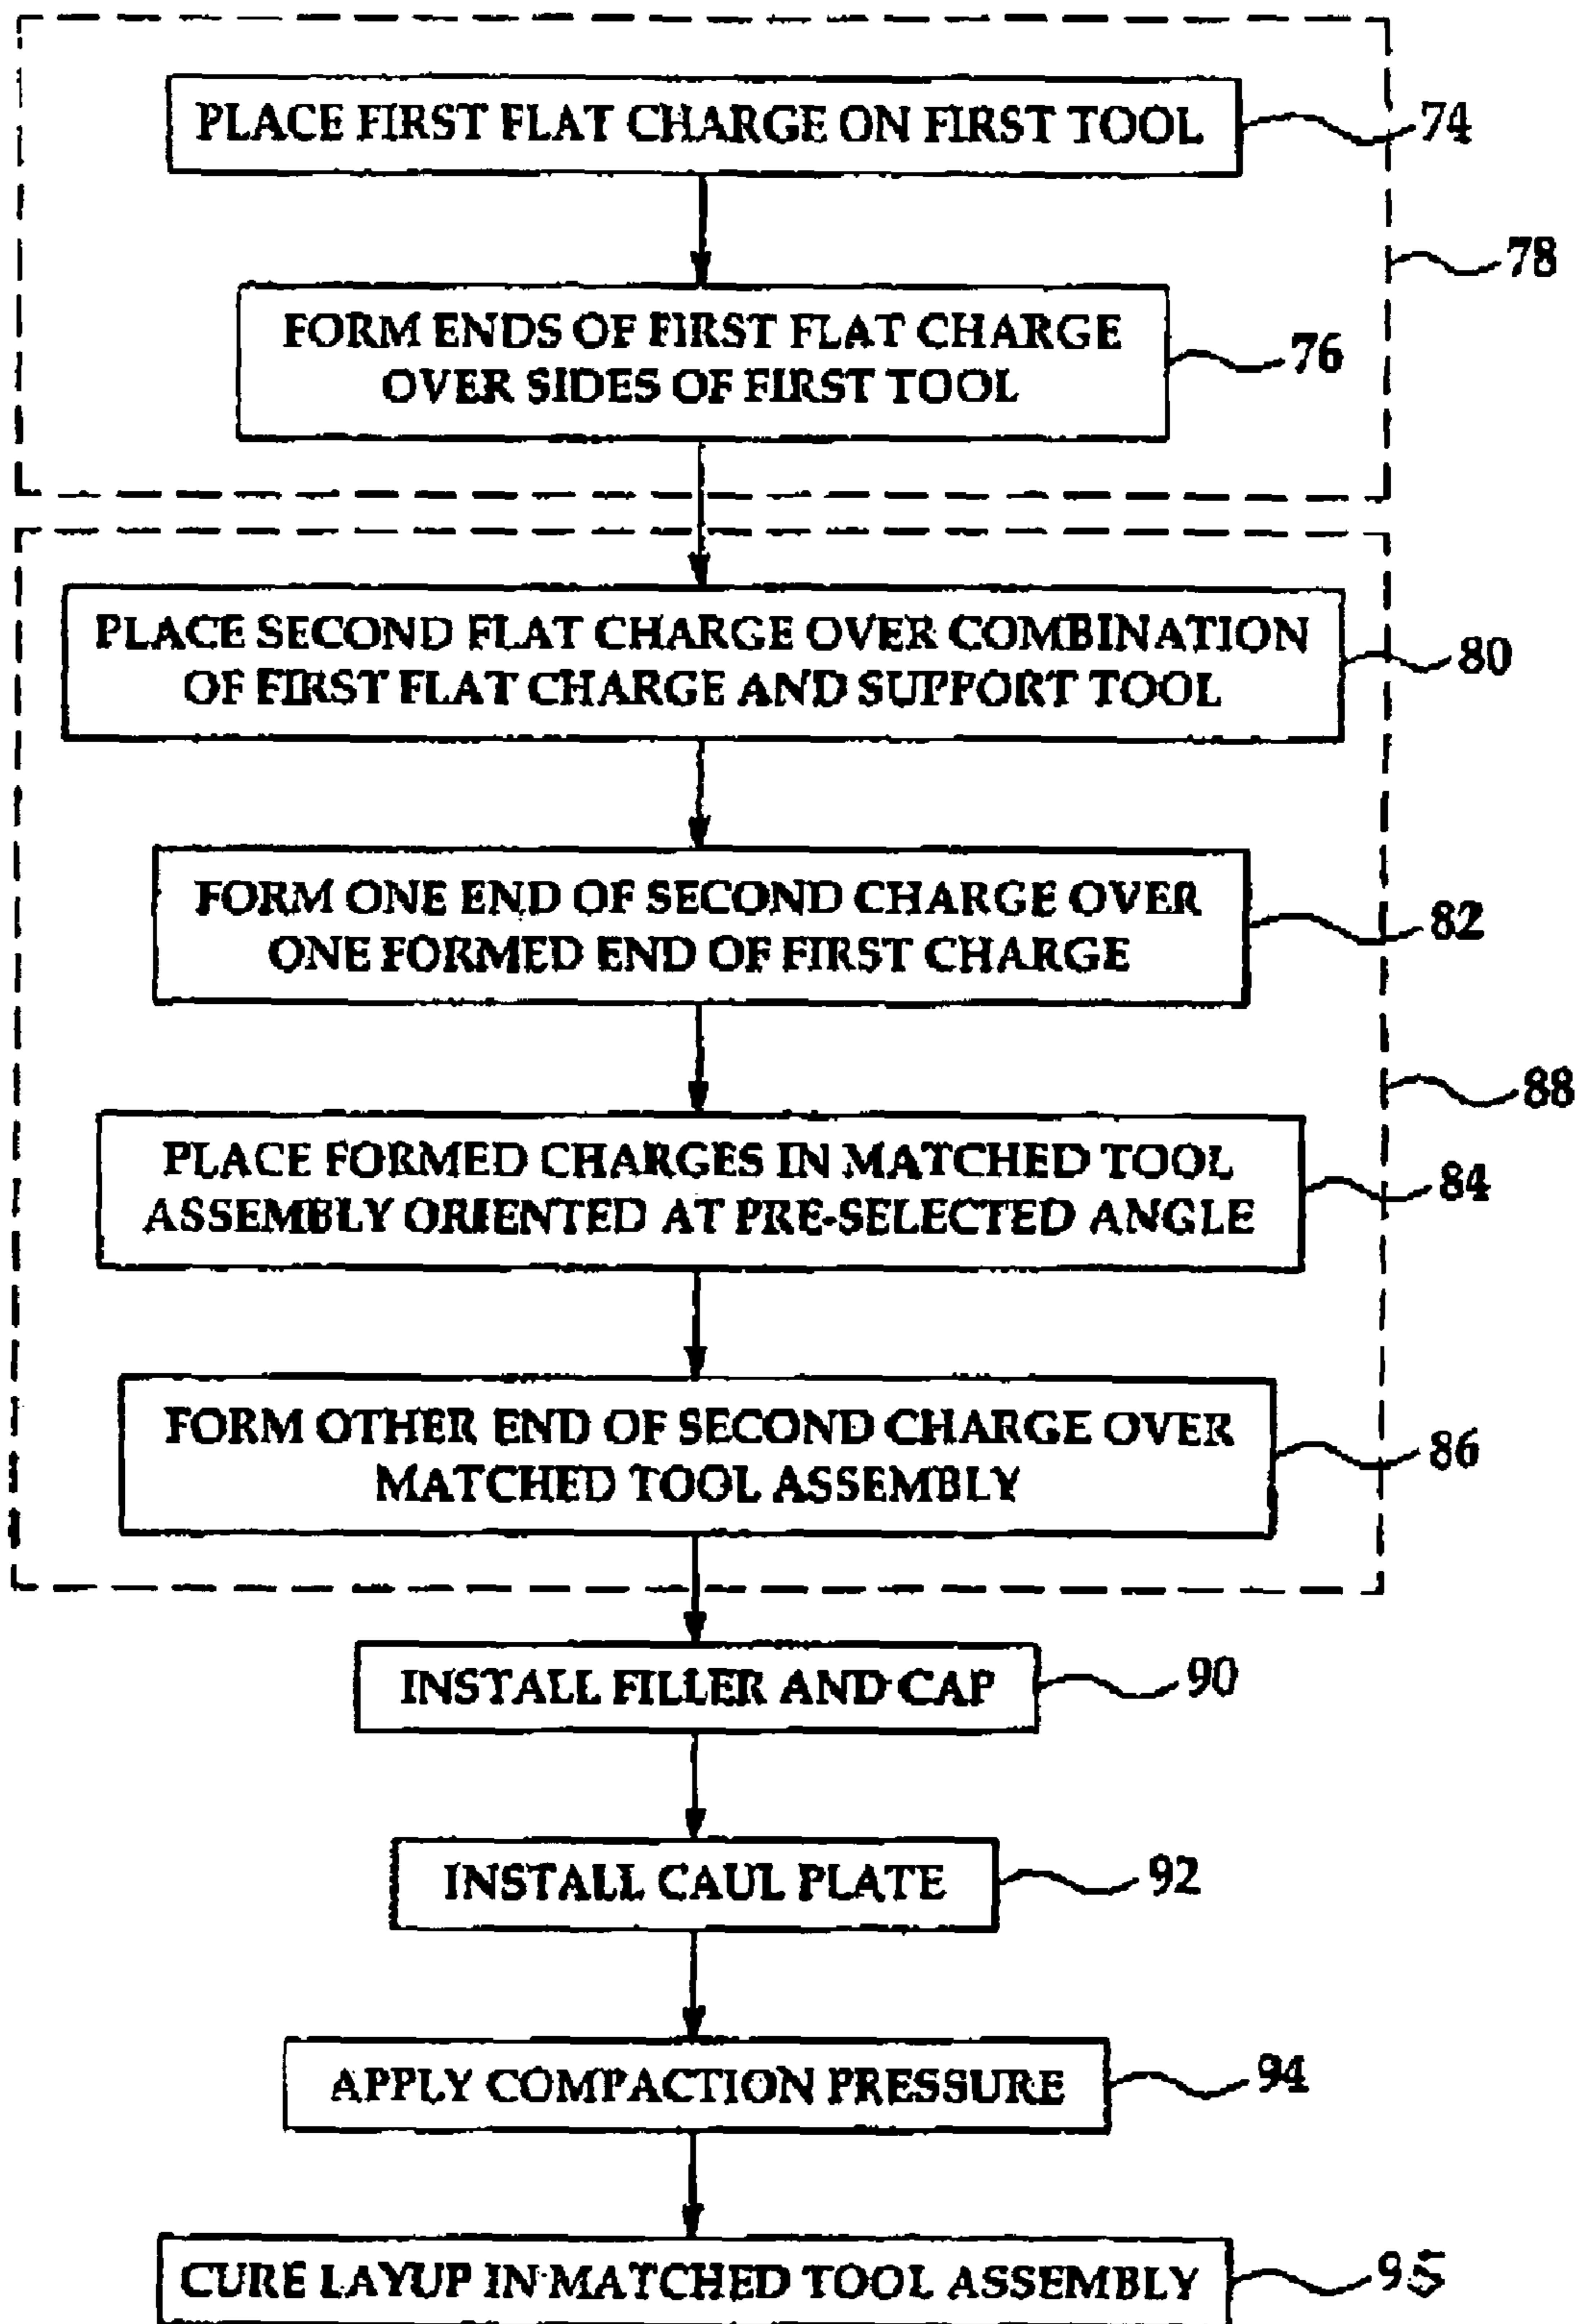 PLACE FIRST FLAT CHARGE ON FIRST TOOL
74
78
FORM ENDS OF FIRST FLAT CHARGE
OVER SIDES OF FIRST TOOL
76
PLACE SECOND FLAT CHARGE OVER COMBINATION
OF FIRST FLAT CHARGE AND SUPPORT TOOL
80
FORM ONE END OF SECOND CHARGE OVER
ONE FORMED END OF FIRST CHARGE
82
88
PLACE FORMED CHARGES IN MATCHED TOOL
ASSEMBLY ORIENTED AT PRE-SELECTED ANGLE
84
FORM OTHER END OF SECOND CHARGE OVER
MATCHED TOOL ASSEMBLY
86
INSTALL FILLER AND CAP
90
INSTALL CAUL PLATE
92
APPLY COMPACTION PRESSURE
94
CURE LAYUP IN MATCHED TOOL ASSEMBLY
95